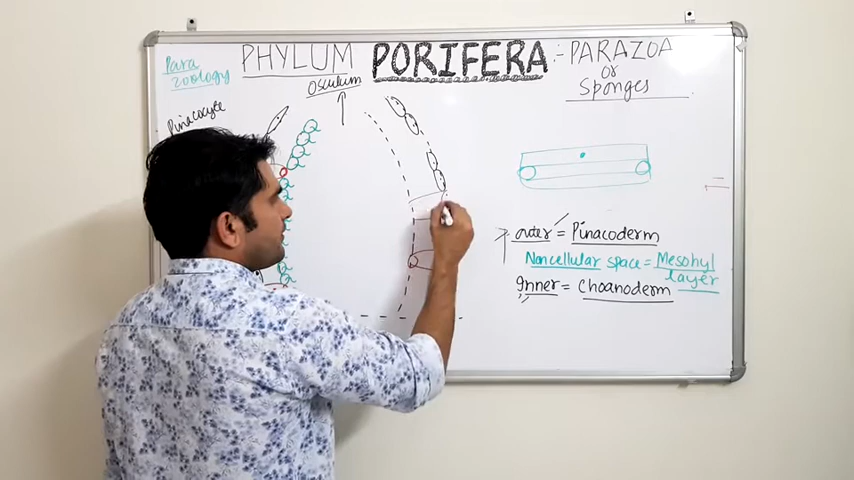 Para
zoology
PHYLUM PORIFERA :- PARAZOA
or
Sponges
Osculum
Pinacocyte
outer = Pinacoderm
Noncellular space = Mesohyl
layer
Inner = Choanoderm